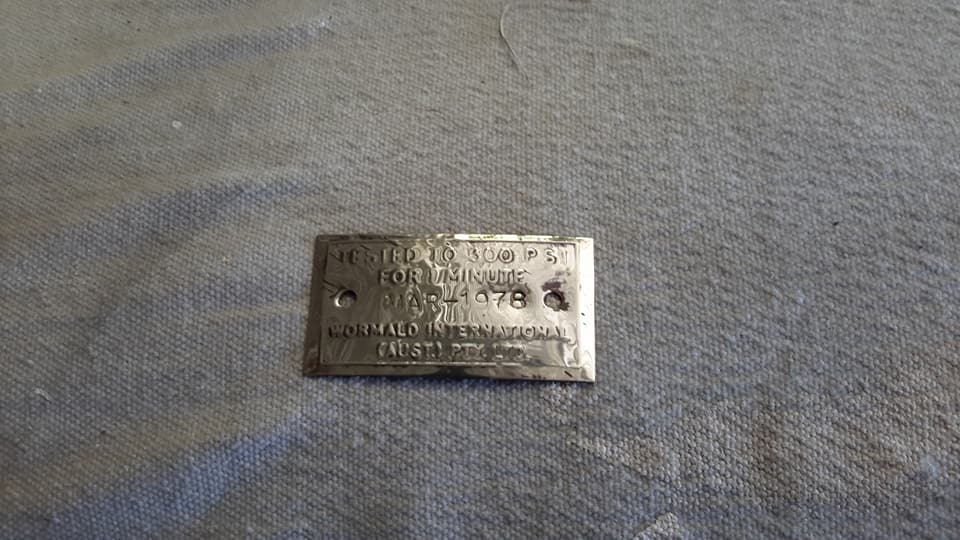 TESTED TO 300 PSI
FOR 1 MINUTE
MAR-1978
WORMALD INTERNATIONAL
(AUST.) PTY. LTD.